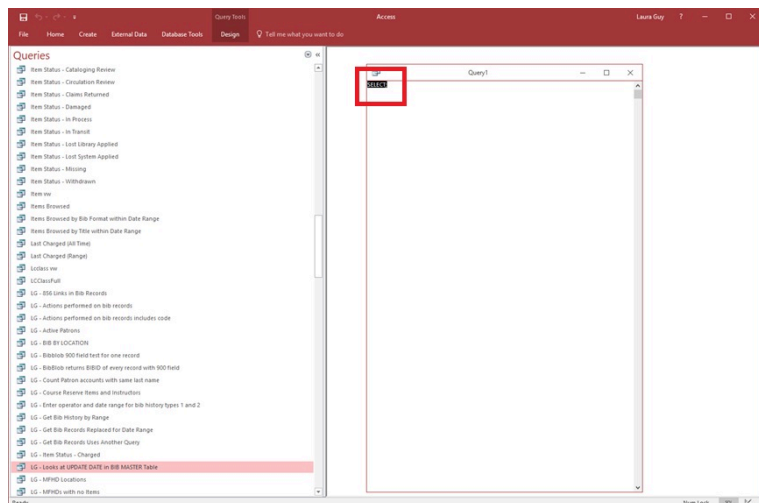 Query Tools
Access
Laura Guy ?
File Home Create External Data Database Tools Design Tell me what you want to do
Queries
Item Status - Cataloging Review
Item Status - Circulation Review
Item Status - Claims Returned
Item Status - Damaged
Item Status - In Process
Item Status - In Transit
Item Status - Lost Library Applied
Item Status - Lost System Applied
Item Status - Missing
Item Status - Withdrawn
Item vw
Items Browsed
Items Browsed by Bib Format within Date Range
Items Browsed by Title within Date Range
Last Charged (All Time)
Last Charged (Range)
Lcclass vw
LCClassFull
LG - 856 Links in Bib Records
LG - Actions performed on bib records
LG - Actions performed on bib records includes code
LG - Active Patrons
LG - BIB BY LOCATION
LG - Bibblob 900 field test for one record
LG - BibBlob returns BIBID of every record with 900 field
LG - Count Patron accounts with same last name
LG - Course Reserve Items and Instructors
LG - Enter operator and date range for bib history types 1 and 2
LG - Get Bib History by Range
LG - Get Bib Records Replaced for Date Range
LG - Get Bib Records Uses Another Query
LG - Item Status - Charged
LG - Looks at UPDATE DATE in BIB MASTER Table
LG - MFHD Locations
LG - MFHDs with no Items
Query1
SELECT;
Ready
Num Lock